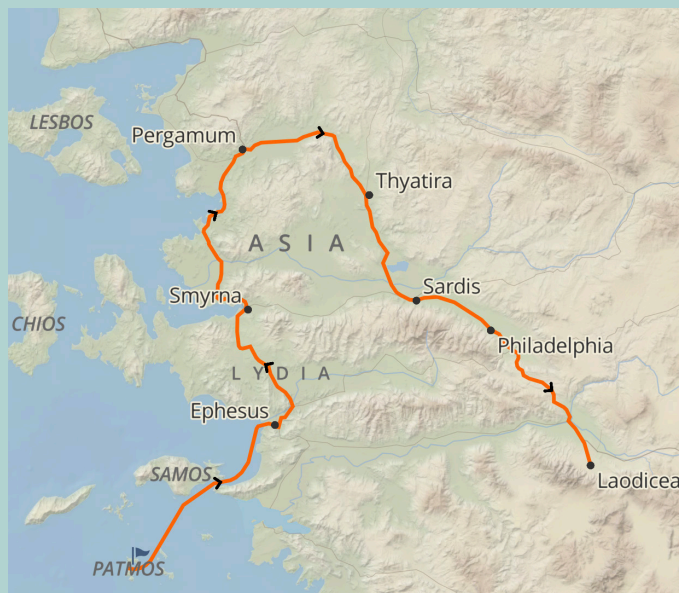 LESBOS
Pergamum
Thyatira
ASIA
Sardis
Smyrna
CHIOS
Philadelphia
LYDIA
Ephesus
SAMOS
Laodicea
PATMOS